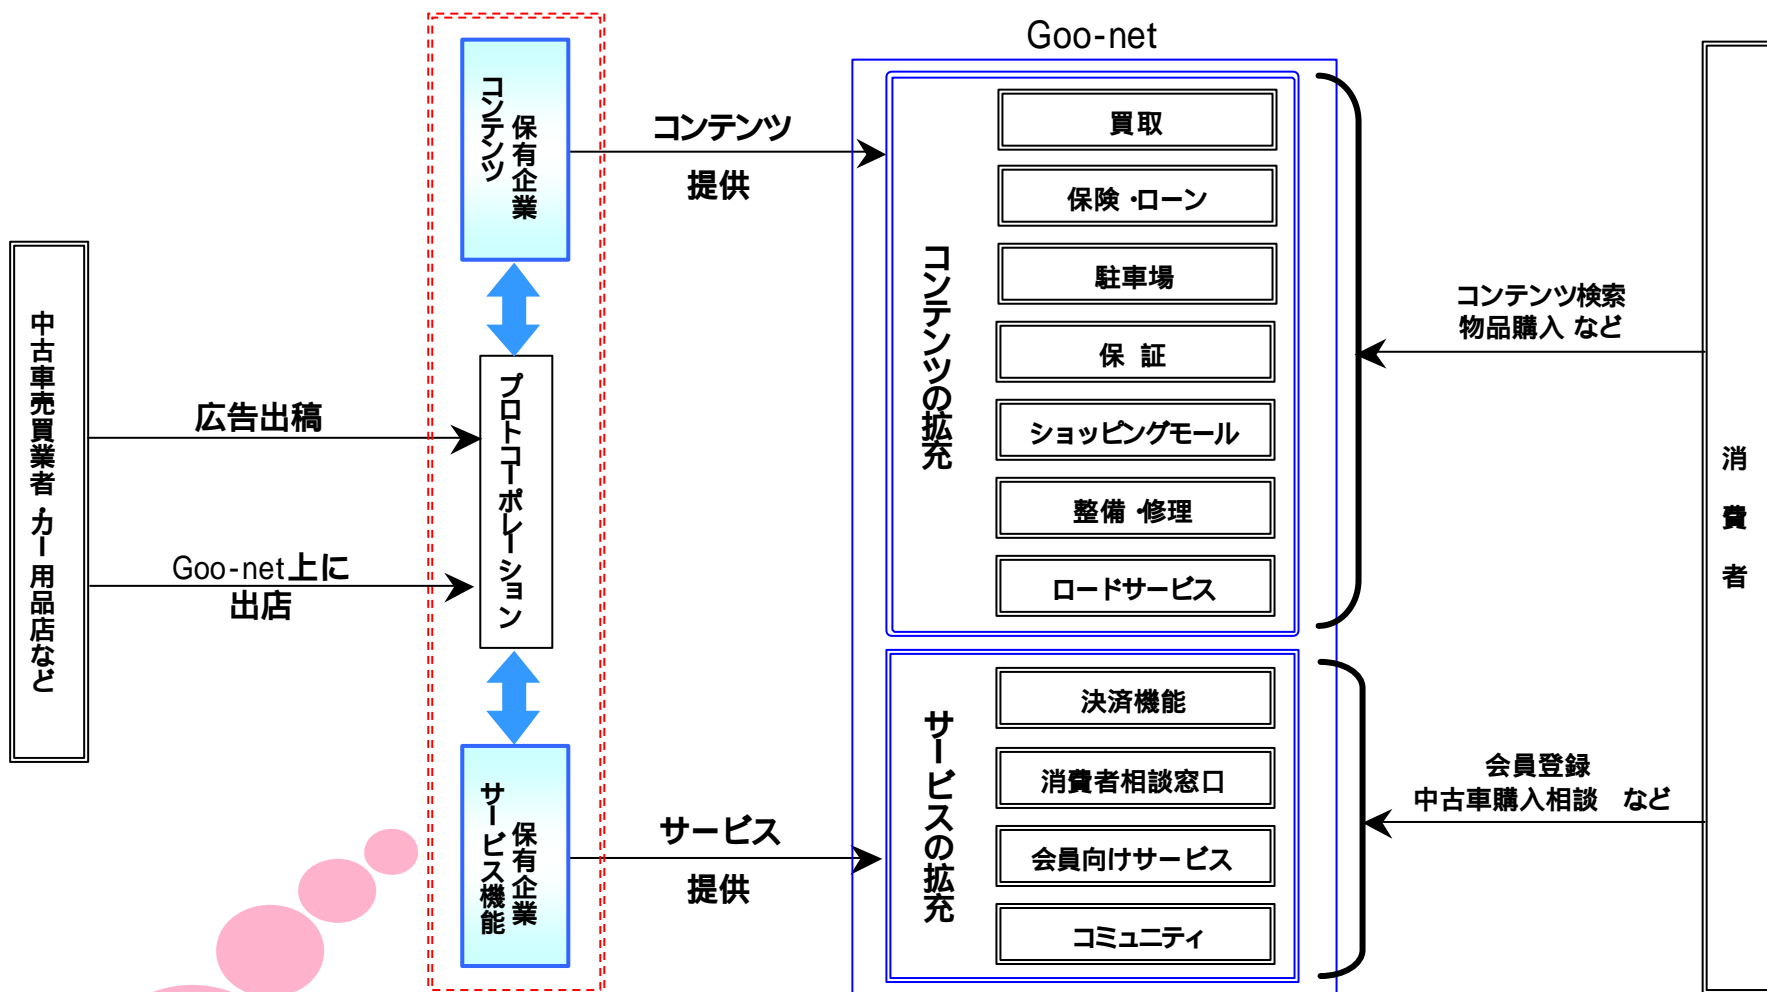 Goo-net
コンテンツ
保有企業
コンテンツ
提供
コンテンツの拡充
買取
保険・ローン
駐車場
保 証
ショッピングモール
整備・修理
ロードサービス
コンテンツ検索
物品購入 など
中古車売買業者・カー用品店など
広告出稿
Goo-net上に
出店
プロトコーポレーション
消費者
サービス機能
保有企業
サービス
提供
サービスの拡充
決済機能
消費者相談窓口
会員向けサービス
コミュニティ
会員登録
中古車購入相談 など